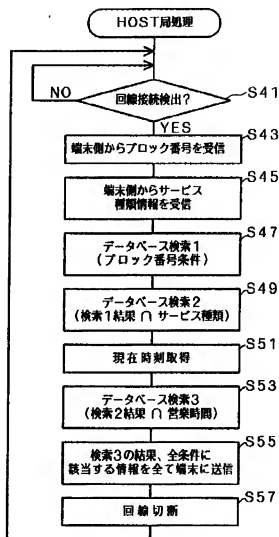 HOST局処理
回線接続検出?
S41
NO
YES
S43
端末側からブロック番号を受信
S45
端末側からサービス
種類情報を受信
S47
データベース検索1
(ブロック番号条件)
S49
データベース検索2
(検索1結果 ∩ サービス種類)
S51
現在時刻取得
S53
データベース検索3
(検索2結果 ∩ 営業時間)
S55
検索3の結果、全条件に
該当する情報を全て端末に送信
S57
回線切断